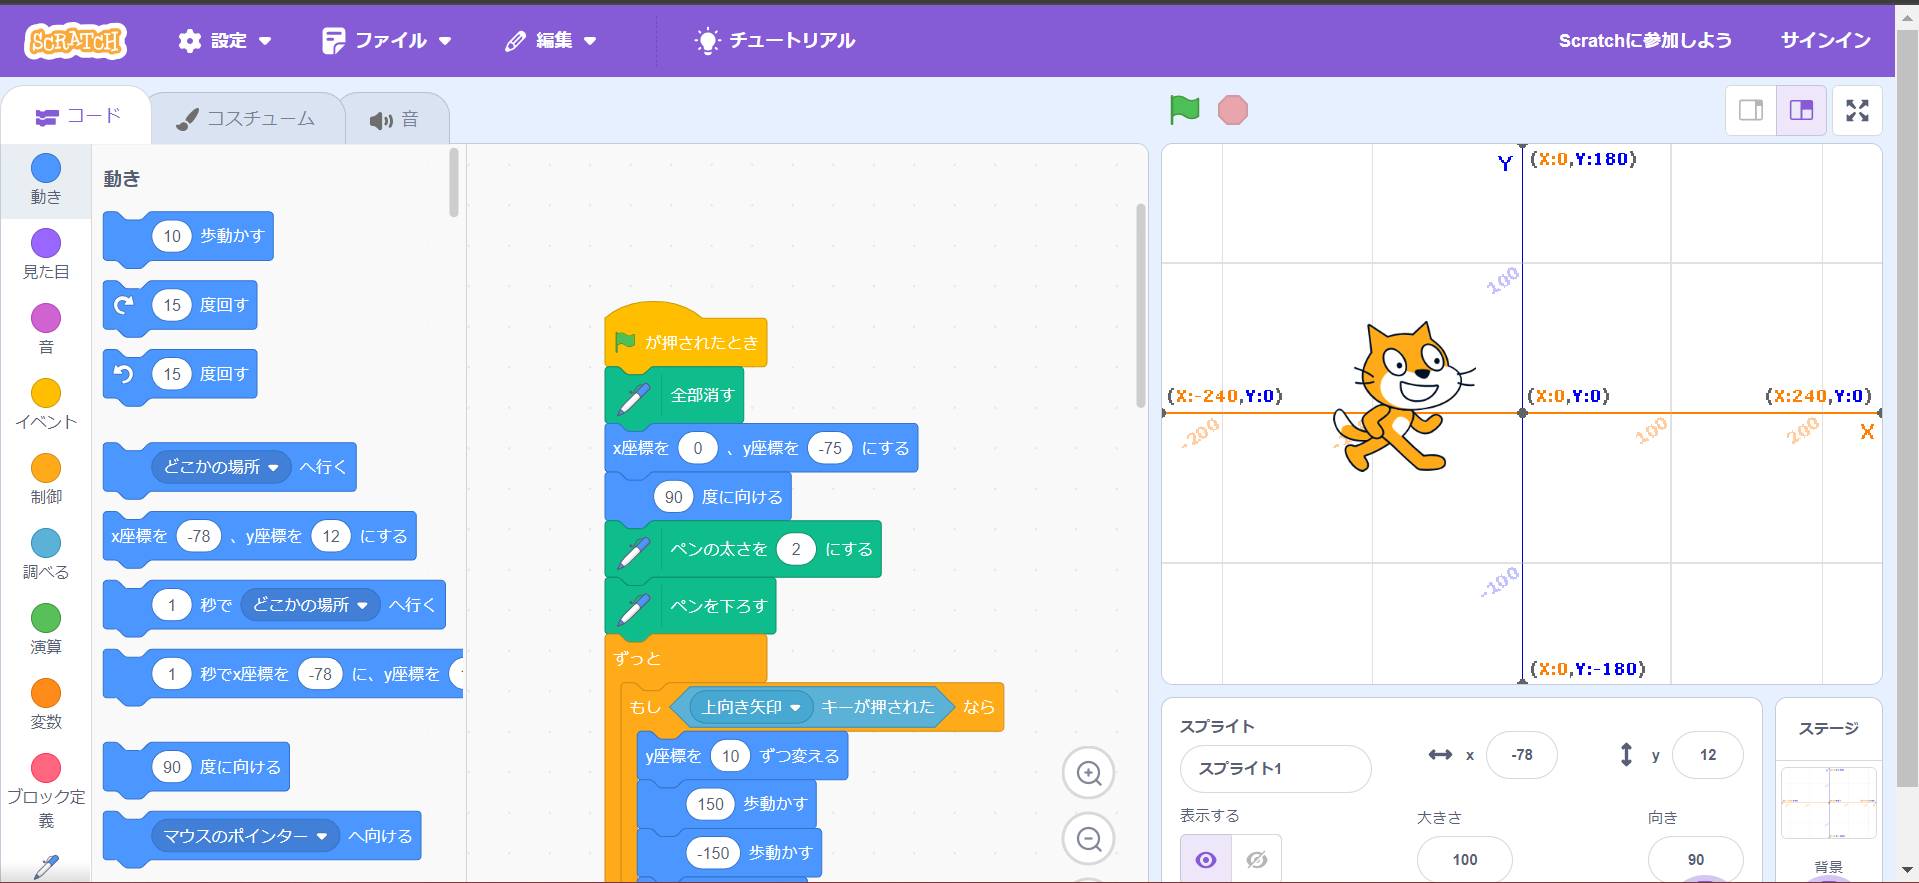 SCRATCH 設定 ファイル 編集 チュートリアル Scratchに参加しよう サインイン
コード コスチューム 音
動き
見た目
音
イベント
制御
調べる
演算
変数
ブロック定義
動き
10 歩動かす
15 度回す
15 度回す
どこかの場所 へ行く
x座標を -78 、y座標を 12 にする
1 秒で どこかの場所 へ行く
1 秒でx座標を -78 に、y座標を
90 度に向ける
マウスのポインター へ向ける
が押されたとき
全部消す
x座標を 0 、y座標を -75 にする
90 度に向ける
ペンの太さを 2 にする
ペンを下ろす
ずっと
もし 上向き矢印 キーが押された なら
y座標を 10 ずつ変える
150 歩動かす
-150 歩動かす
Y (X:0,Y:180)
100
(X:-240,Y:0) (X:0,Y:0) (X:240,Y:0)
-200 100 200 X
-100
(X:0,Y:-180)
スプライト
スプライト1 x -78 y 12
表示する 大きさ 向き
100 90
ステージ
背景